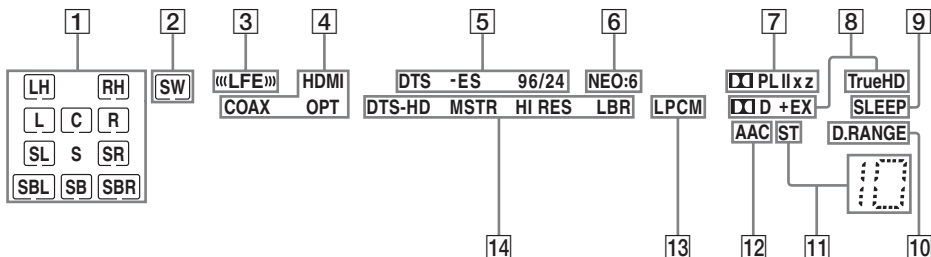 1 2 3 4 5 6 7 8 9
LH RH SW LFE HDMI DTS -ES 96/24 NEO:6 PLIIxz TrueHD
COAX OPT DTS-HD MSTR HI RES LBR LPCM D +EX SLEEP
L C R AAC ST D.RANGE
SL S SR 10
SBL SB SBR
14 13 12 11 10